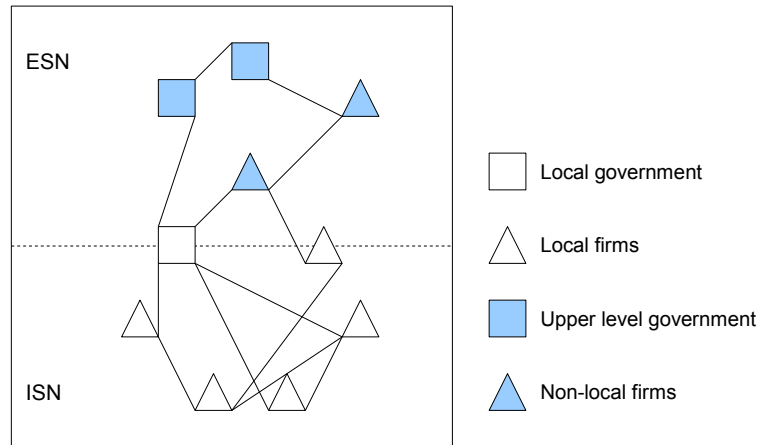 ESN
ISN
Local government
Local firms
Upper level government
Non-local firms